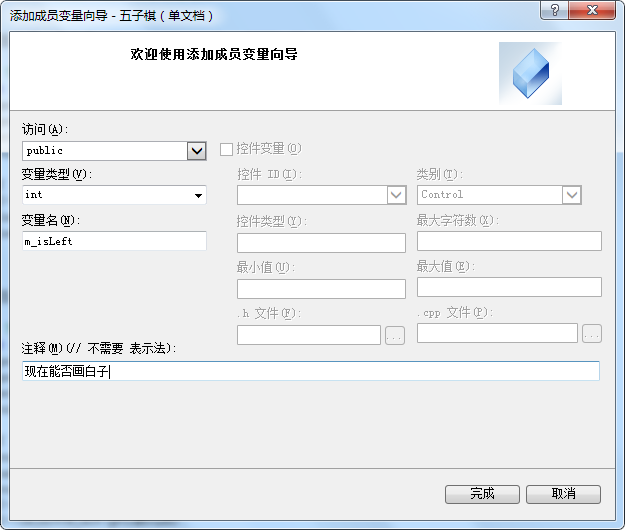 添加成员变量向导 - 五子棋（单文档）
欢迎使用添加成员变量向导
访问(A):
public
控件变量(O)
变量类型(V):
控件 ID(I):
类别(T):
int
Control
变量名(N):
控件类型(Y):
最大字符数(X):
m_isLeft
最小值(U):
最大值(E):
.h 文件(F):
.cpp 文件(P):
...
...
注释(M)(// 不需要 表示法):
现在能否画白子
完成
取消